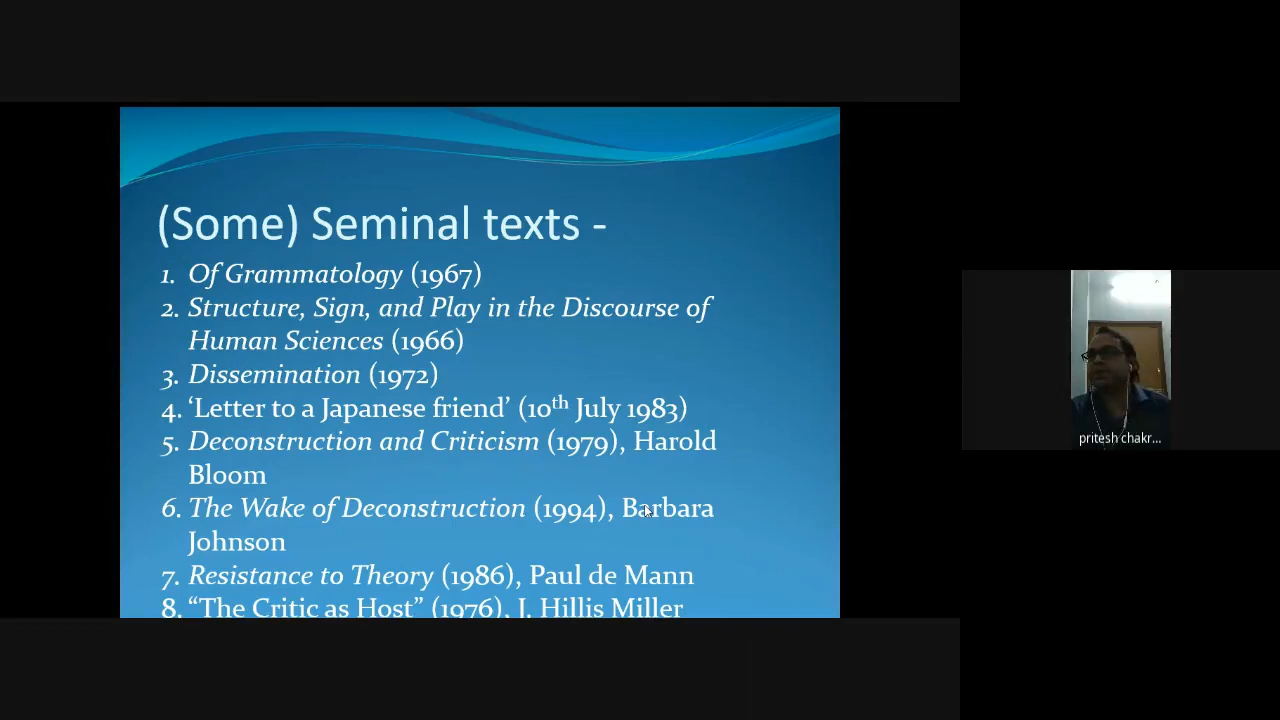 (Some) Seminal texts -
1. Of Grammatology (1967)
2. Structure, Sign, and Play in the Discourse of
Human Sciences (1966)
3. Dissemination (1972)
4. ‘Letter to a Japanese friend’ (10th July 1983)
5. Deconstruction and Criticism (1979), Harold
Bloom
6. The Wake of Deconstruction (1994), Barbara
Johnson
7. Resistance to Theory (1986), Paul de Mann
8. “The Critic as Host” (1976), J. Hillis Miller
pritesh chakr...